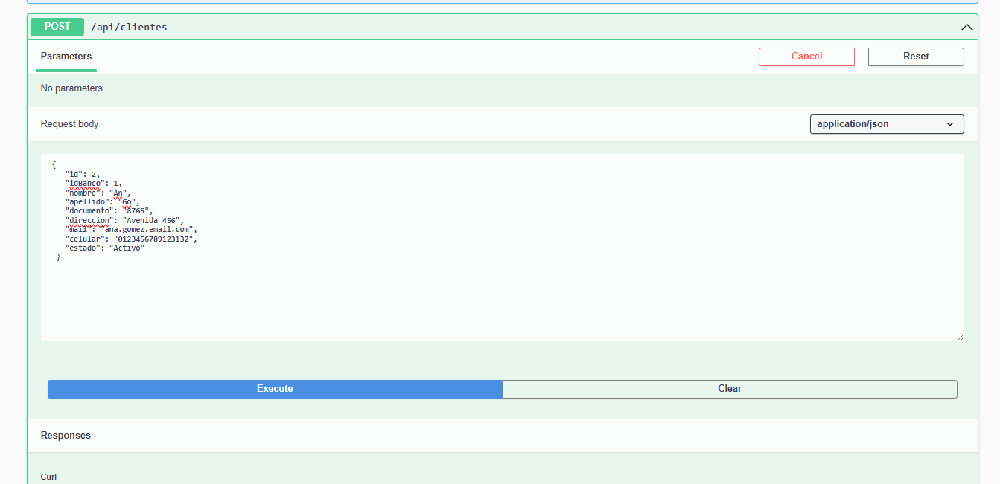 POST /api/clientes
Parameters
Cancel
Reset
No parameters
Request body
application/json
{
"id": 2,
"idBanco": 1,
"nombre": "An",
"apellido": "Go",
"documento": "8765",
"direccion": "Avenida 456",
"mail": "ana.gomez.email.com",
"celular": "0123456789123132",
"estado": "Activo"
}
Execute
Clear
Responses
Curl